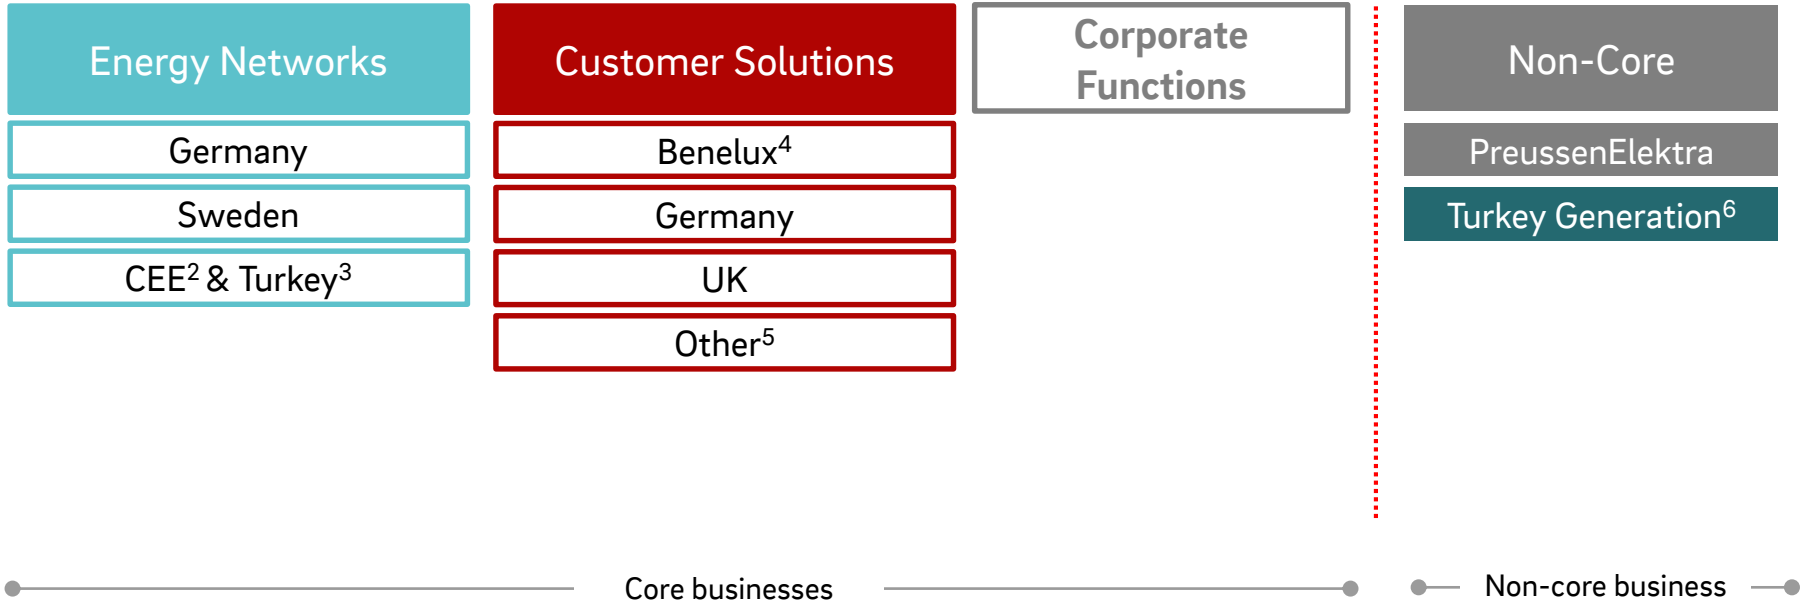 Energy Networks
Germany
Sweden
CEE² & Turkey³
Customer Solutions
Benelux⁴
Germany
UK
Other⁵
Corporate
Functions
Non-Core
PreussenElektra
Turkey Generation⁶
Core businesses
Non-core business